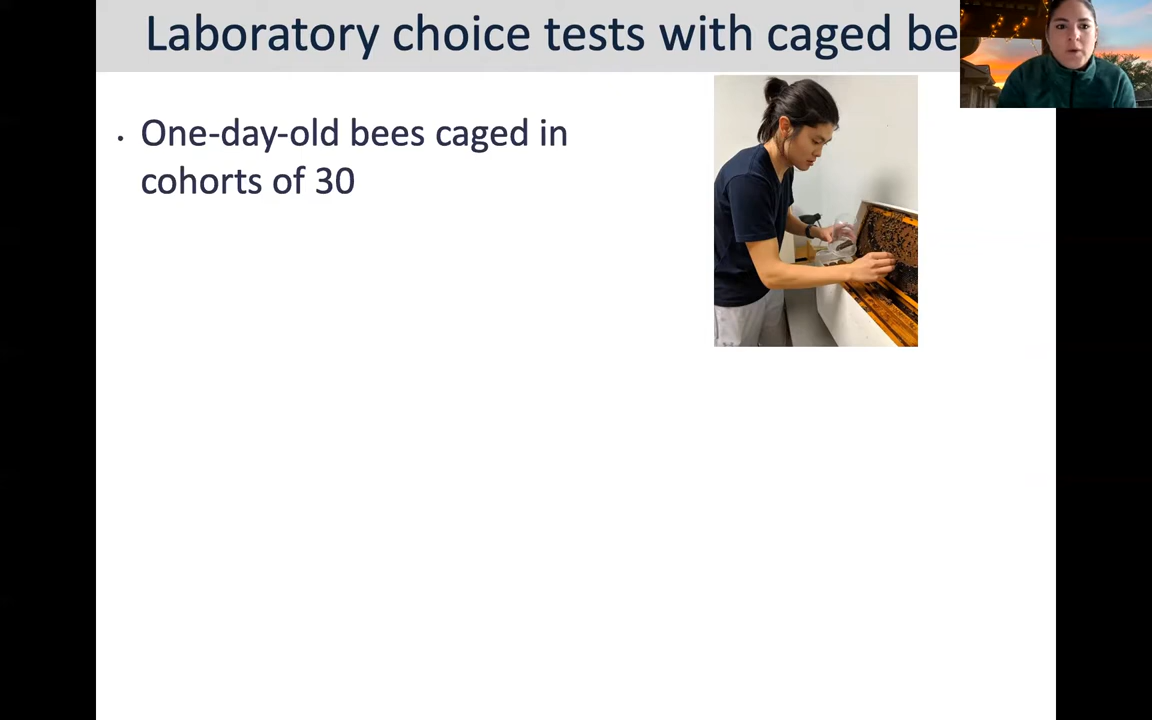 Laboratory choice tests with caged be
• One-day-old bees caged in
cohorts of 30